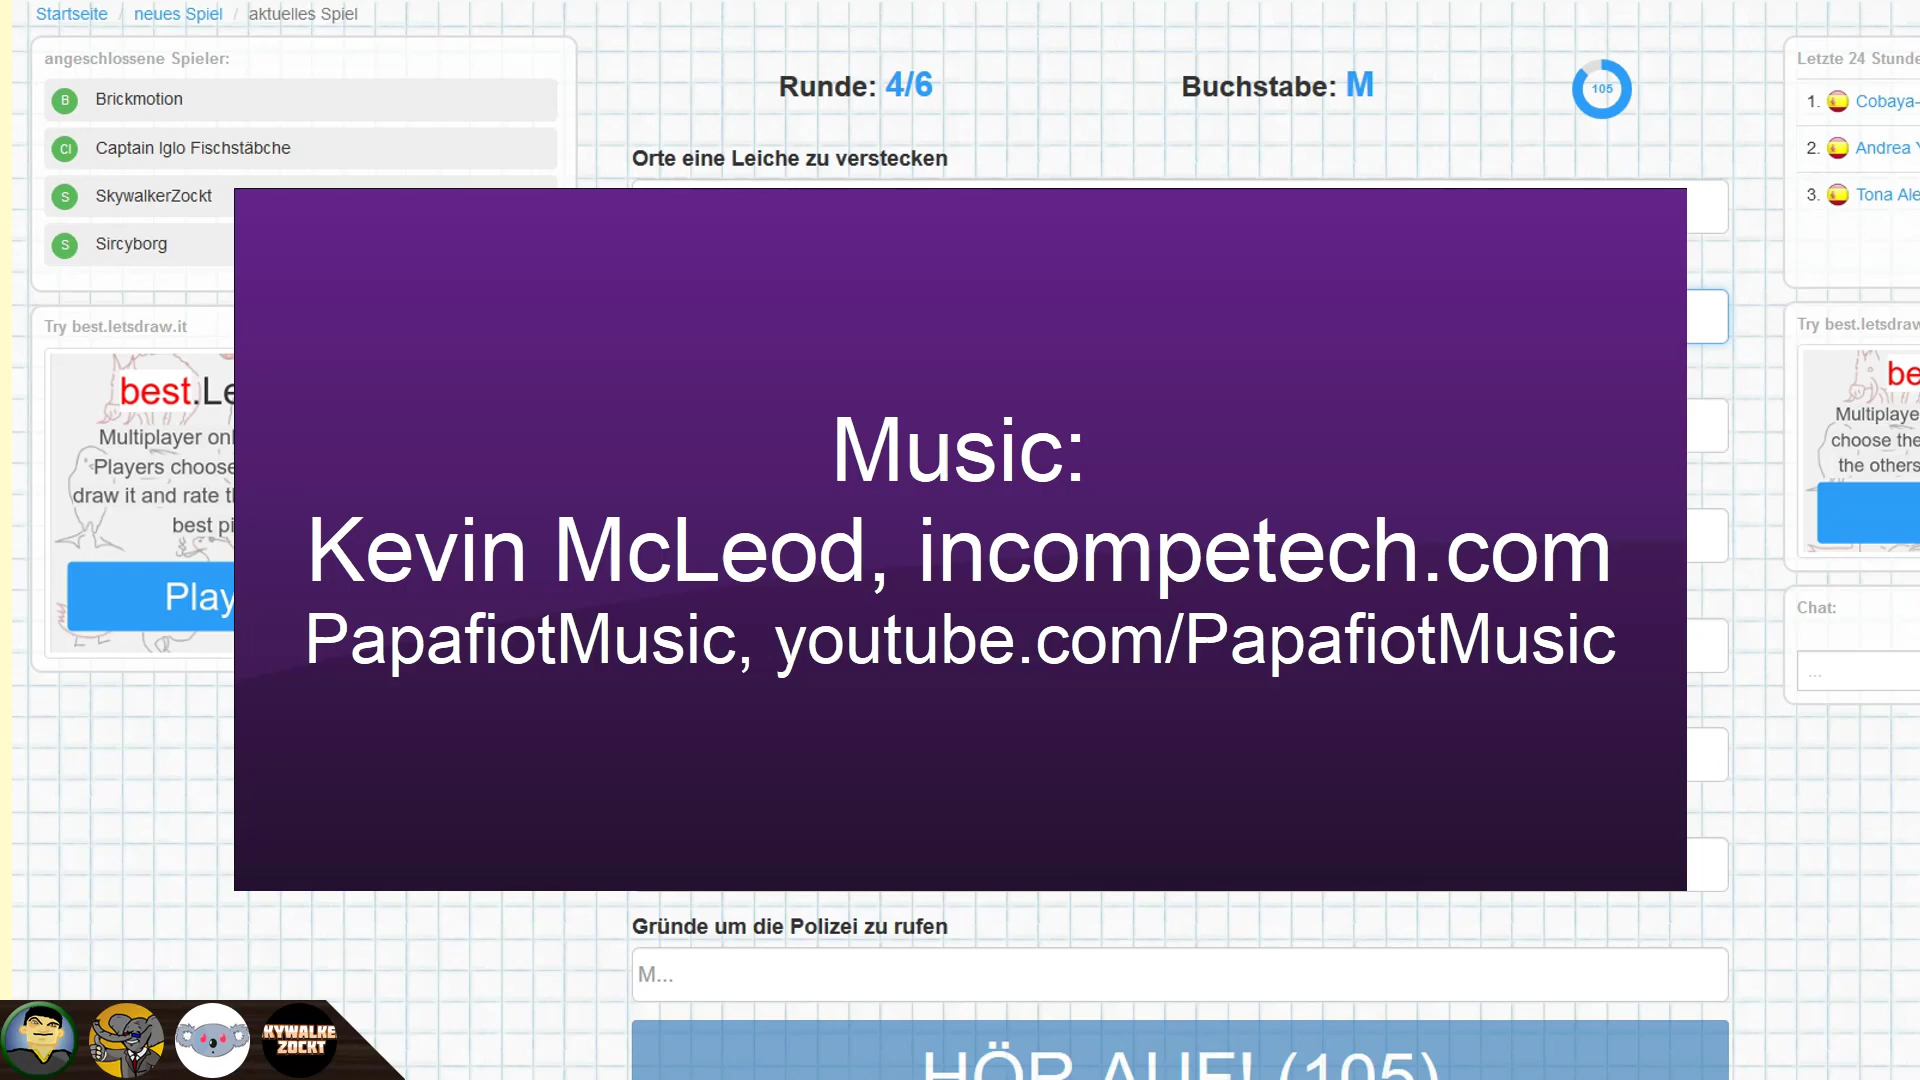 Startseite / neues Spiel / aktuelles Spiel
angeschlossene Spieler:
B Brickmotion
CI Captain Iglo Fischstäbche
S SkywalkerZockt
S Sircyborg
Try best.letsdraw.it
best.Le
Multiplayer onl
Players choose
draw it and rate t
best pi
Play
Runde: 4/6
Buchstabe: M
105
Orte eine Leiche zu verstecken
Music:
Kevin McLeod, incompetech.com
PapafiotMusic, youtube.com/PapafiotMusic
Gründe um die Polizei zu rufen
M...
HÖR AUF! (105)
Letzte 24 Stunde
1. Cobaya-
2. Andrea Y
3. Tona Ale
Try best.letsdraw
be
Multiplaye
choose the
the others
Chat:
...
KYWALKE
ZOCKT